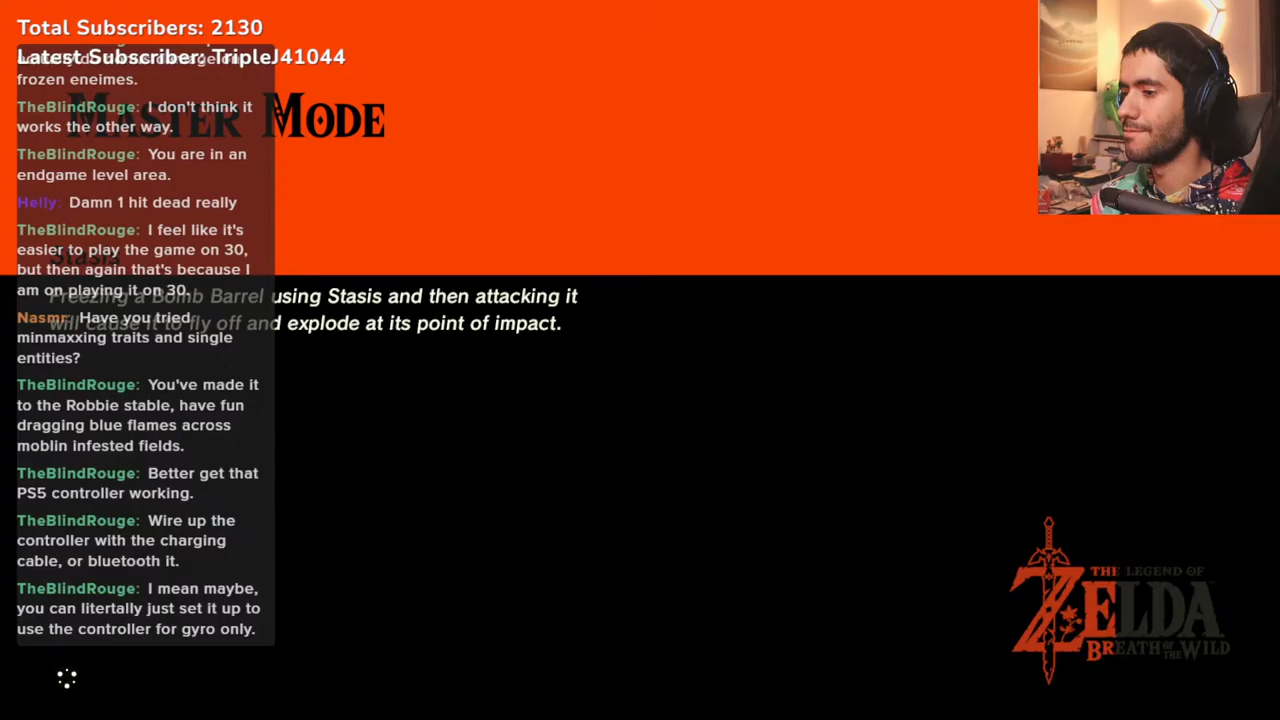 Total Subscribers: 2130
Latest Subscriber: TripleJ41044
frozen eneimes.
MASTER MODE
TheBlindRouge: I don't think it
works the other way.
TheBlindRouge: You are in an
endgame level area.
Helly: Damn 1 hit dead really
TheBlindRouge: I feel like it's
easier to play the game on 30,
but then again that's because I
am on playing it on 30.
Stasis
Freezing a Bomb Barrel using Stasis and then attacking it
will cause it to fly off and explode at its point of impact.
Nasmr: Have you tried
minmaxxing traits and single
entities?
TheBlindRouge: You've made it
to the Robbie stable, have fun
dragging blue flames across
moblin infested fields.
TheBlindRouge: Better get that
PS5 controller working.
TheBlindRouge: Wire up the
controller with the charging
cable, or bluetooth it.
TheBlindRouge: I mean maybe,
you can litertally just set it up to
use the controller for gyro only.
THE LEGEND OF
ZELDA
BREATH OF THE WILD